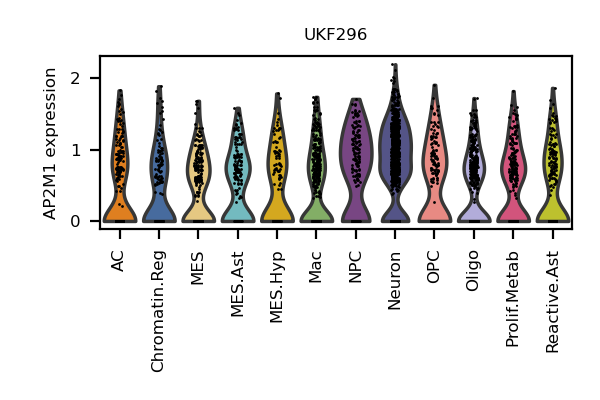 UKF296
AP2M1 expression
2
1
0
AC
Chromatin.Reg
MES
MES.Ast
MES.Hyp
Mac
NPC
Neuron
OPC
Oligo
Prolif.Metab
Reactive.Ast